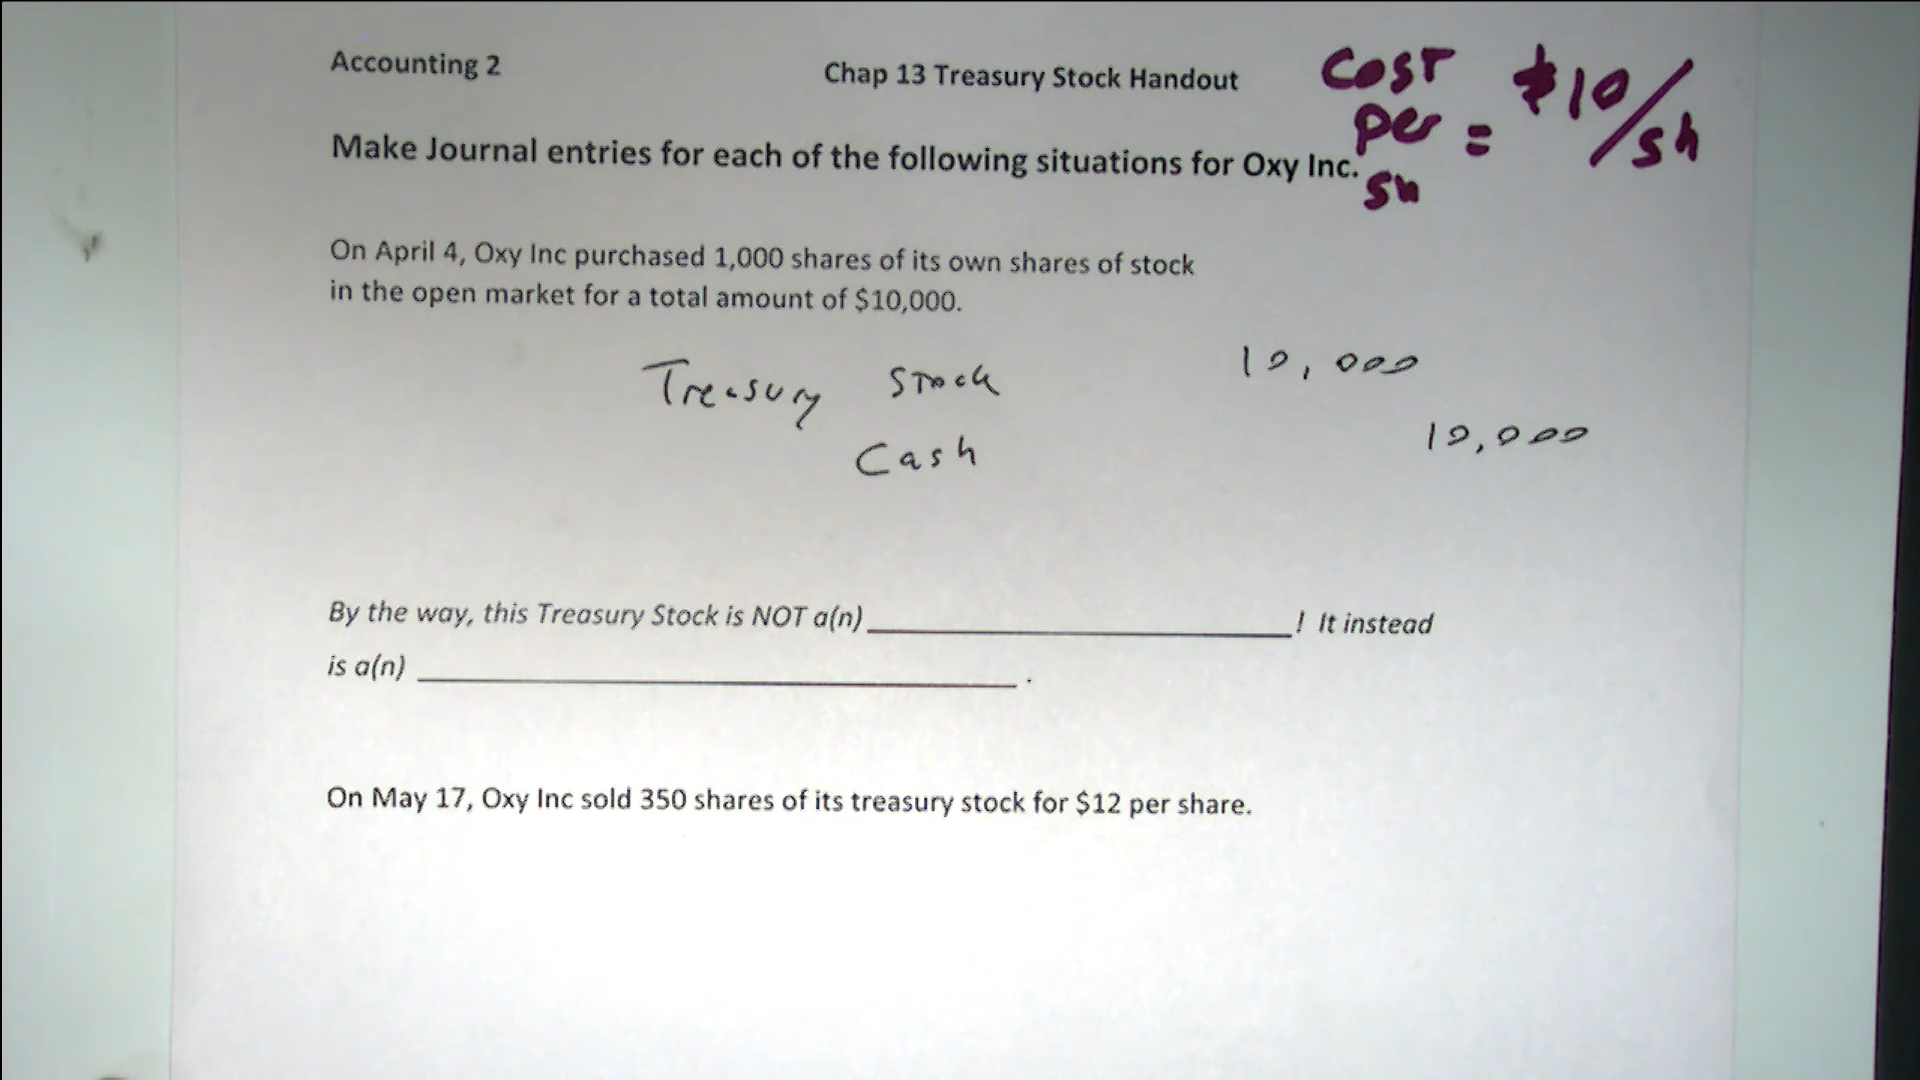 Accounting 2
Chap 13 Treasury Stock Handout
Cost
per = $10/sh
sh
Make Journal entries for each of the following situations for Oxy Inc.
On April 4, Oxy Inc purchased 1,000 shares of its own shares of stock
in the open market for a total amount of $10,000.
Treasury Stock 10,000
Cash 10,000
By the way, this Treasury Stock is NOT a(n) ____________________! It instead
is a(n) ____________________.
On May 17, Oxy Inc sold 350 shares of its treasury stock for $12 per share.